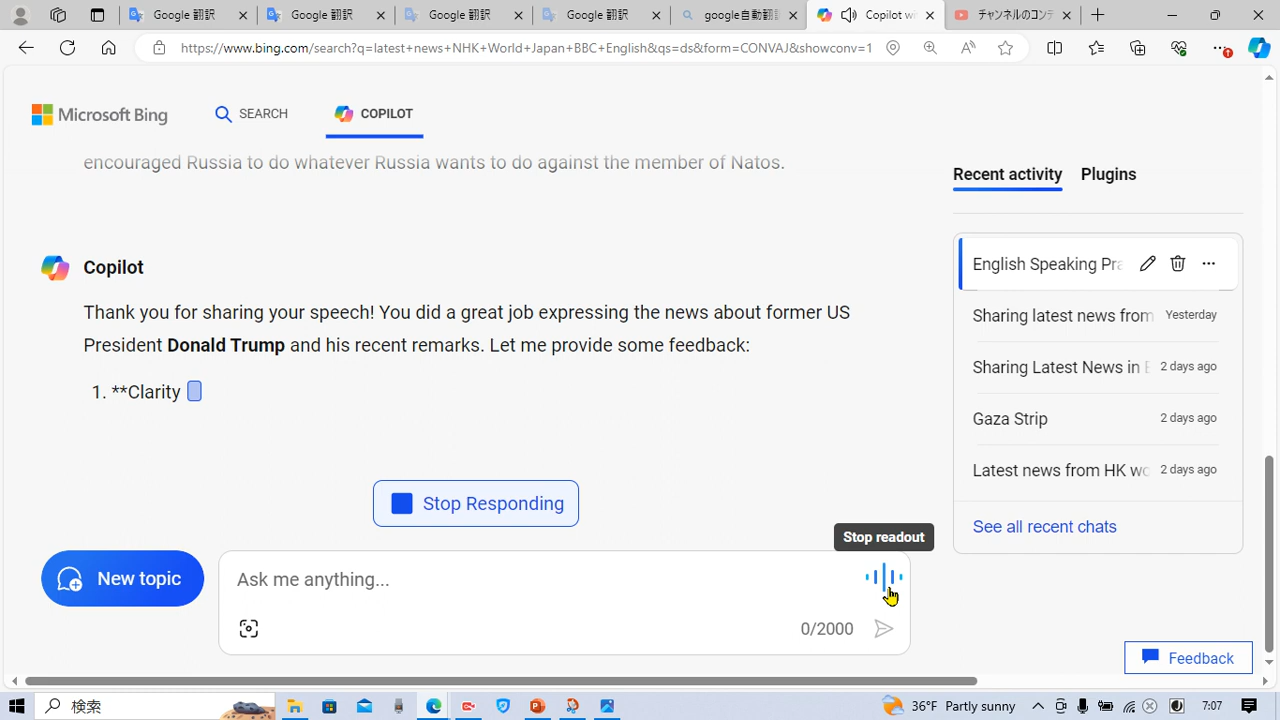 Google 翻訳
Google 翻訳
Google 翻訳
Google 翻訳
google自動翻訳
Copilot w
チャンネルのコンテ
https://www.bing.com/search?q=latest+news+NHK+World+Japan+BBC+English&qs=ds&form=CONVAJ&showconv=1
Microsoft Bing
SEARCH
COPILOT
encouraged Russia to do whatever Russia wants to do against the member of Natos.
Recent activity
Plugins
Copilot
English Speaking Pra
Thank you for sharing your speech! You did a great job expressing the news about former US
President Donald Trump and his recent remarks. Let me provide some feedback:
1. **Clarity
Sharing latest news from
Yesterday
Sharing Latest News in E
2 days ago
Gaza Strip
2 days ago
Latest news from HK wo
2 days ago
See all recent chats
Stop Responding
Stop readout
New topic
Ask me anything...
0/2000
Feedback
検索
36°F Partly sunny
7:07